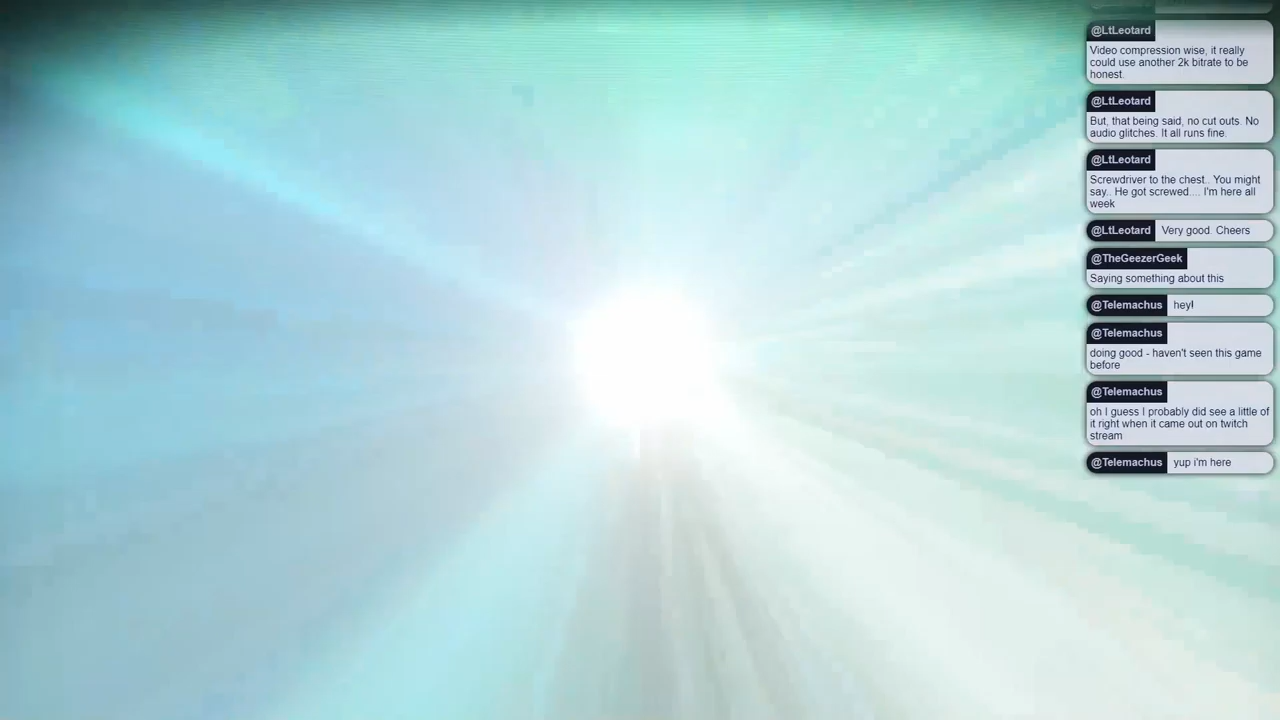 @LtLeotard
Video compression wise, it really
could use another 2k bitrate to be
honest.
@LtLeotard
But, that being said, no cut outs. No
audio glitches. It all runs fine.
@LtLeotard
Screwdriver to the chest.. You might
say.. He got screwed.... I'm here all
week
@LtLeotard Very good. Cheers
@TheGeezerGeek
Saying something about this
@Telemachus hey!
@Telemachus
doing good - haven't seen this game
before
@Telemachus
oh I guess I probably did see a little of
it right when it came out on twitch
stream
@Telemachus yup i'm here